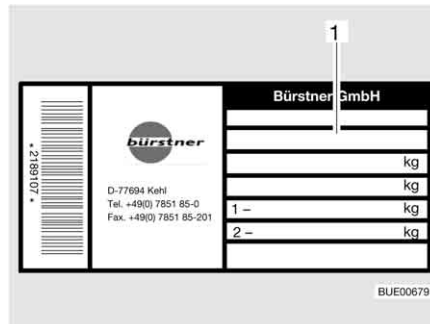 1
Bürstner GmbH
* 2189107 *
bürstner
D-77694 Kehl
Tel. +49(0) 7851 85-0
Fax. +49(0) 7851 85-201
kg
kg
1 – kg
2 – kg
BUE00679